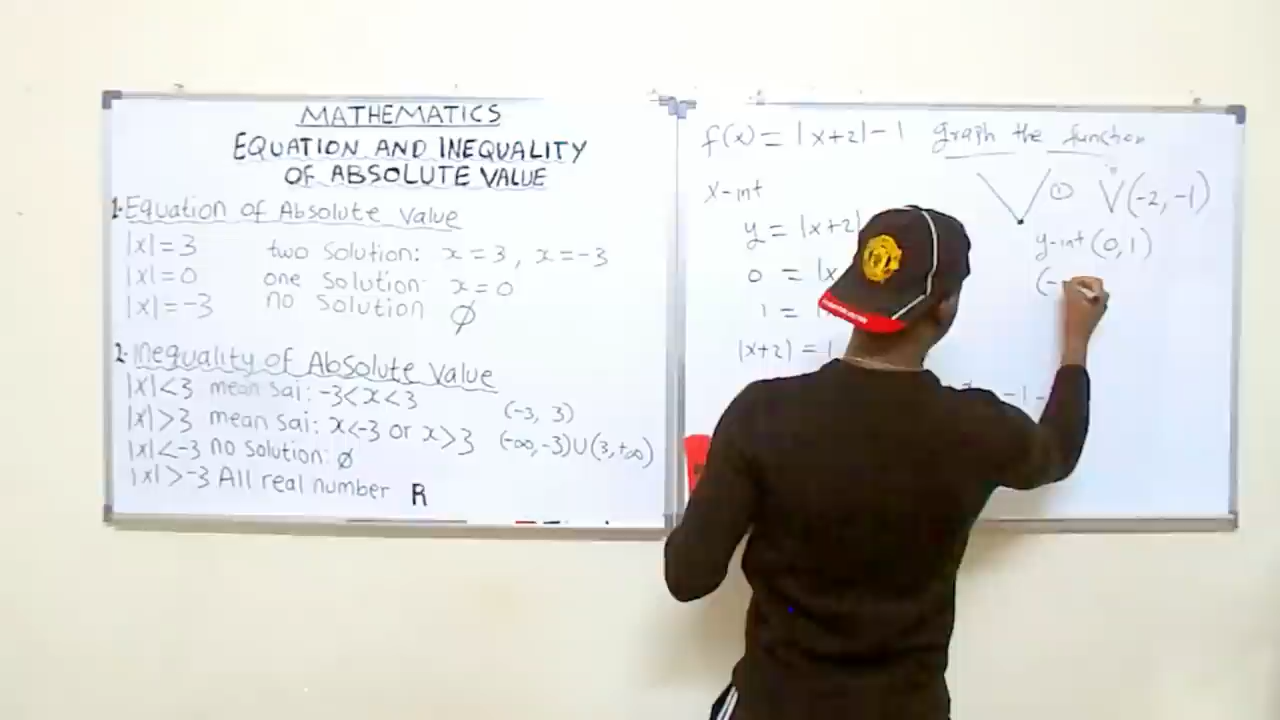 MATHEMATICS
EQUATION AND INEQUALITY
OF ABSOLUTE VALUE
1. Equation of Absolute Value
|x|=3 two Solution: x=3, x=-3
|x|=0 one Solution: x=0
|x|=-3 no Solution ∅
2. Inequality of Absolute Value
|x|<3 mean Sai: -3<x<3 (-3, 3)
|x|>3 mean Sai: x<-3 or x>3 (-∞,-3)U(3,+∞)
|x|<-3 no Solution: ∅
|x|>-3 All real number R
f(x) = |x+2|-1 graph the function
x-int
y = |x+2|
0 =
1 =
|x+2| = 1
① V(-2, -1)
y-int (0, 1)
(-